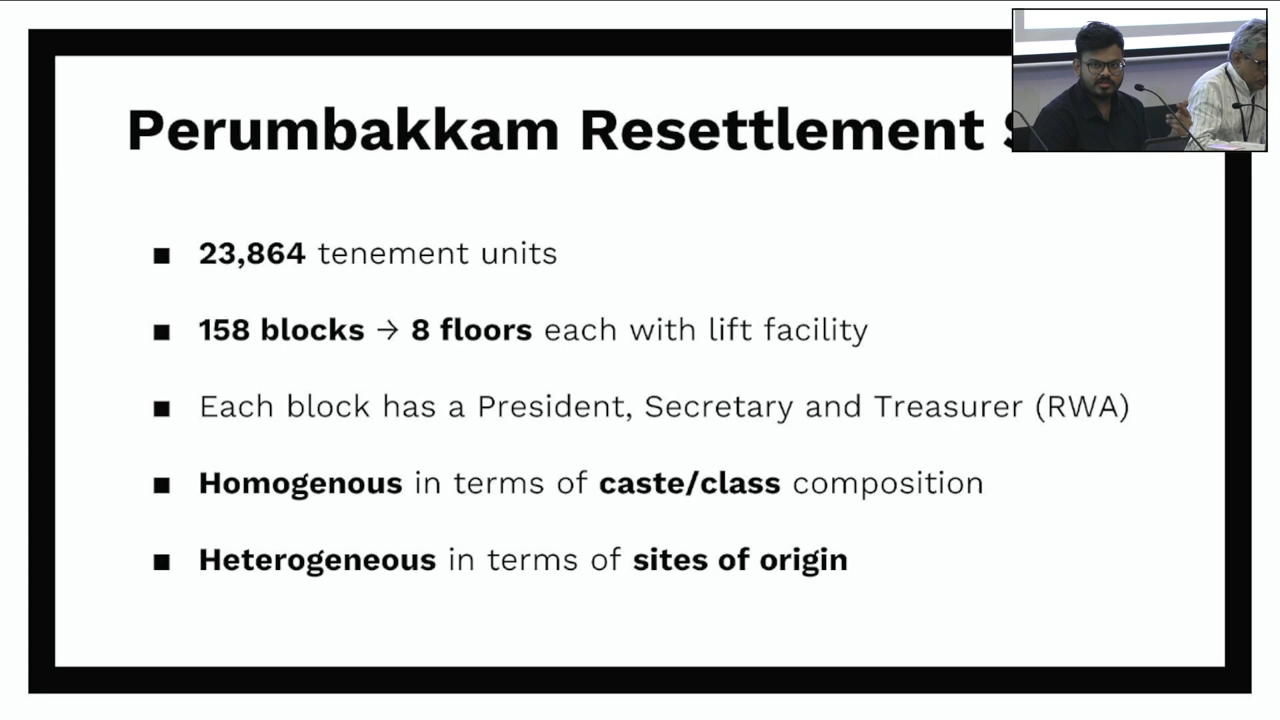 Perumbakkam Resettlement
■ 23,864 tenement units
■ 158 blocks → 8 floors each with lift facility
■ Each block has a President, Secretary and Treasurer (RWA)
■ Homogenous in terms of caste/class composition
■ Heterogeneous in terms of sites of origin